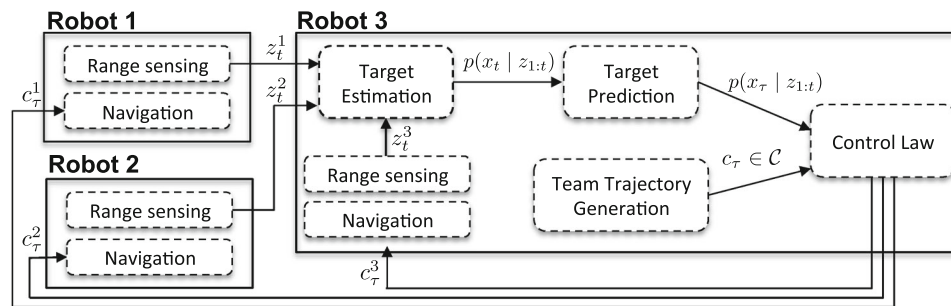 Robot 1
Range sensing
Navigation
c_τ^1
z_t^1
z_t^2
Robot 2
Range sensing
Navigation
c_τ^2
Robot 3
Target
Estimation
p(x_t | z_{1:t})
Target
Prediction
p(x_τ | z_{1:t})
z_t^3
Range sensing
Navigation
c_τ^3
Team Trajectory
Generation
c_τ ∈ C
Control Law